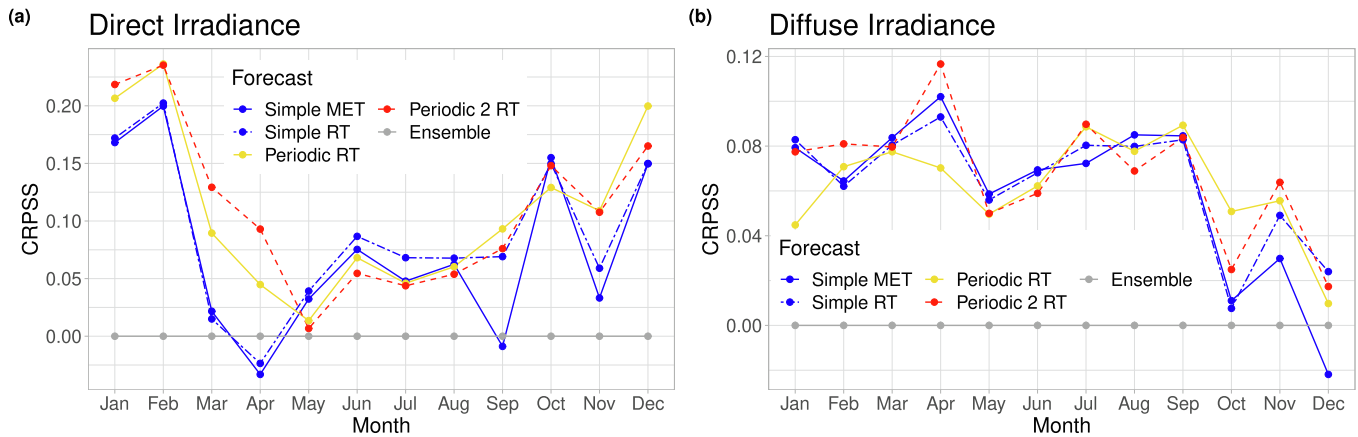 (a)
Direct Irradiance
CRPSS
0.20
0.15
0.10
0.05
0.00
Forecast
Simple MET
Simple RT
Periodic RT
Periodic 2 RT
Ensemble
Jan Feb Mar Apr May Jun Jul Aug Sep Oct Nov Dec
Month
(b)
Diffuse Irradiance
CRPSS
0.12
0.08
0.04
0.00
Forecast
Simple MET
Simple RT
Periodic RT
Periodic 2 RT
Ensemble
Jan Feb Mar Apr May Jun Jul Aug Sep Oct Nov Dec
Month